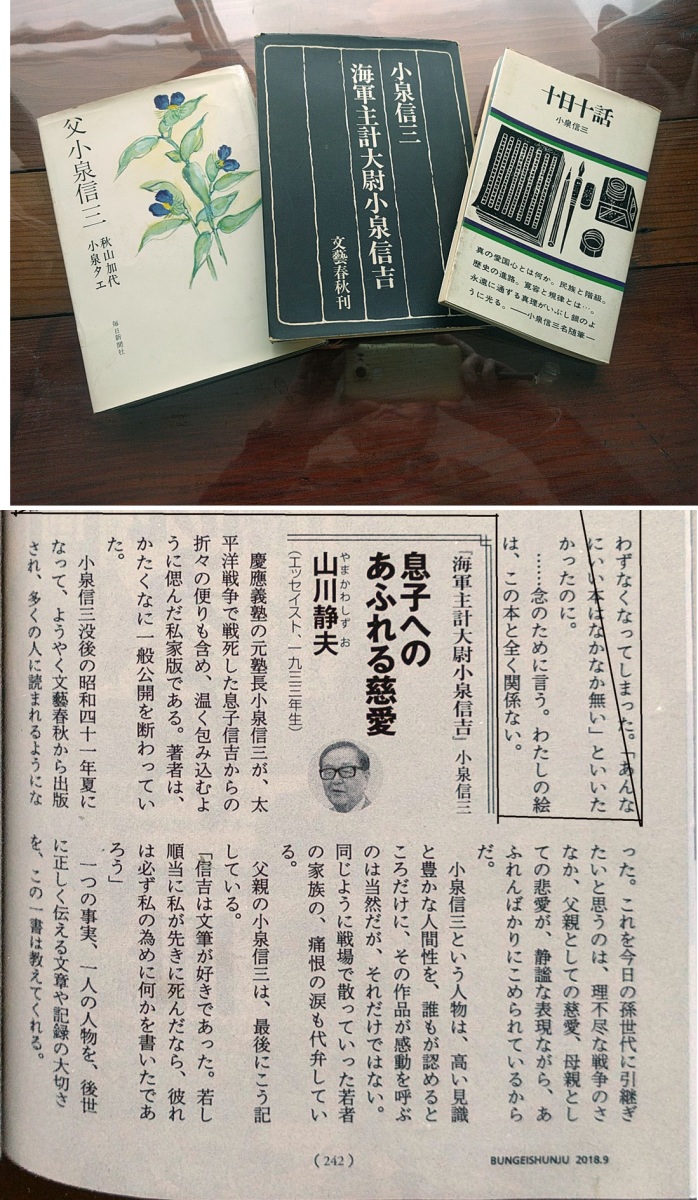 父 小泉信三
秋山加代
小泉タエ
毎日新聞社
小泉信三
海軍主計大尉小泉信吉
文藝春秋刊
十日十話
小泉信三
真の愛国心とは何か。民族と階級。
歴史の進路。寛容と規律とは…。
永遠に通ずる真理がいぶし銀のよ
うに光る。——小泉信三名随筆——
わずなくなってしまった。「あんな
にいい本はなかなか無い」といいた
かったのに。
……念のために言う。わたしの絵
は、この本と全く関係ない。
『海軍主計大尉小泉信吉』小泉信三
息子への
あふれる慈愛
山川静夫
やまかわしずお
（エッセイスト、一九三三年生）
慶應義塾の元塾長小泉信三が、太
平洋戦争で戦死した息子信吉からの
折々の便りも含め、温く包み込むよ
うに偲んだ私家版である。著者は、
かたくなに一般公開を断わってい
た。
小泉信三没後の昭和四十一年夏に
なって、ようやく文藝春秋から出版
され、多くの人に読まれるようにな
った。これを今日の孫世代に引継ぎ
たいと思うのは、理不尽な戦争のさ
なか、父親としての慈愛、母親とし
ての悲愛が、静謐な表現ながら、あ
ふれんばかりにこめられているから
だ。
小泉信三という人物は、高い見識
と豊かな人間性を、誰もが認めると
ころだけに、その作品が感動を呼ぶ
のは当然だが、それだけではない。
同じように戦場で散っていった若者
の家族の、痛恨の涙も代弁してい
る。
父親の小泉信三は、最後にこう記
している。
「信吉は文筆が好きであった。若し
順当に私が先きに死んだなら、彼れ
は必ず私の為めに何かを書いたであ
ろう」
一つの事実、一人の人物を、後世
に正しく伝える文章や記録の大切さ
を、この一書は教えてくれる。
（242）
BUNGEISHUNJU 2018.9